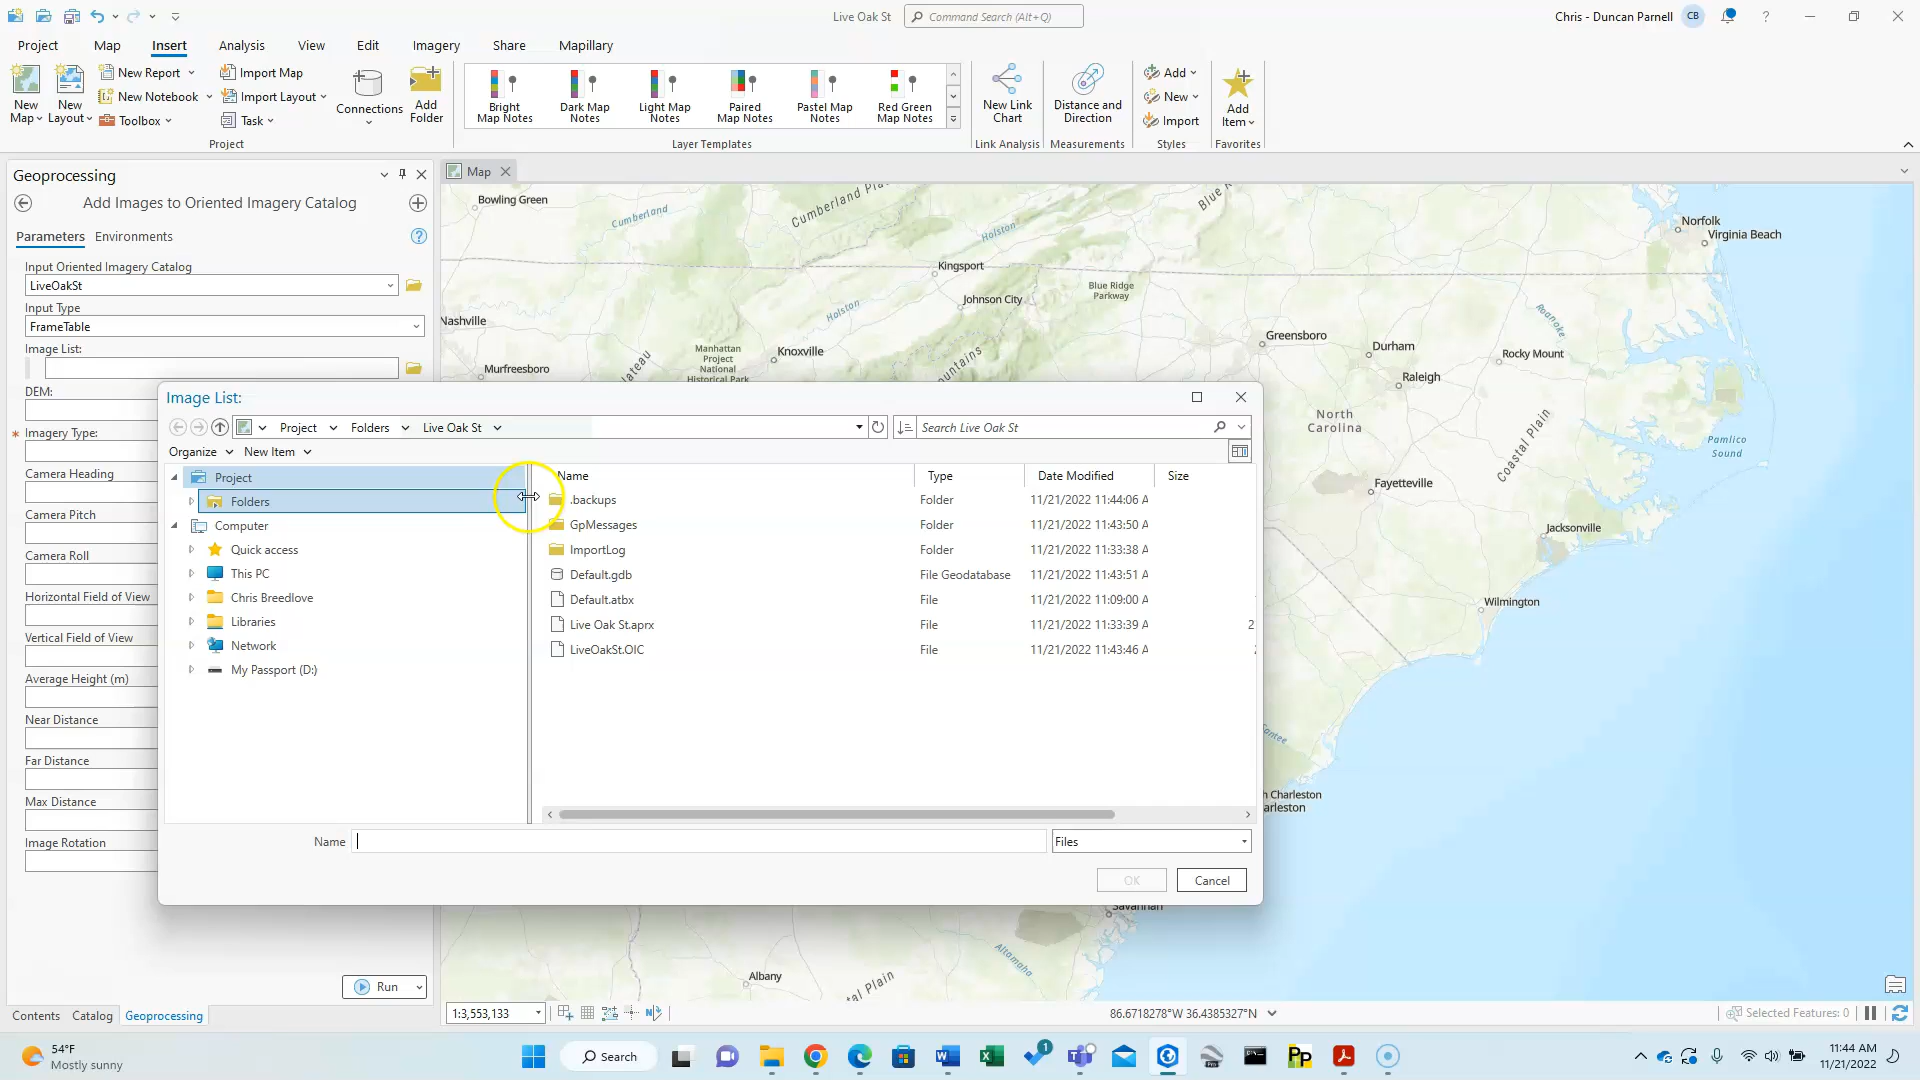 Live Oak St
Command Search (Alt+Q)
Chris - Duncan Parnell
CB
Project
Map
Insert
Analysis
View
Edit
Imagery
Share
Mapillary
New Map
New Layout
New Report
New Notebook
Toolbox
Import Map
Import Layout
Task
Connections
Add Folder
Project
Bright Map Notes
Dark Map Notes
Light Map Notes
Paired Map Notes
Pastel Map Notes
Red Green Map Notes
Layer Templates
New Link Chart
Link Analysis
Distance and Direction
Measurements
Add
New
Import
Styles
Add Item
Favorites
Geoprocessing
Add Images to Oriented Imagery Catalog
Parameters
Environments
Input Oriented Imagery Catalog
LiveOakSt
Input Type
FrameTable
Image List:
DEM:
Imagery Type:
Camera Heading
Camera Pitch
Camera Roll
Horizontal Field of View
Vertical Field of View
Average Height (m)
Near Distance
Far Distance
Max Distance
Image Rotation
Run
Contents
Catalog
Geoprocessing
Map
Bowling Green
Cumberland
Cumberland Pla
Holston
Blue R
Norfolk
Virginia Beach
Kingsport
Johnson City
Holston
Blue Ridge
Parkway
Roanoke
Nashville
Manhattan
Project
National
Historical Park
Knoxville
Greensboro
Durham
Rocky Mount
Murfreesboro
Raleigh
North
Carolina
Coastal Plain
Pamlico
Sound
Fayetteville
Jacksonville
Wilmington
Savannah
Albany
Altamaha
tal Plain
h Charleston
arleston
Image List:
Project
Folders
Live Oak St
Search Live Oak St
Organize
New Item
Project
Folders
Computer
Quick access
This PC
Chris Breedlove
Libraries
Network
My Passport (D:)
Name Type Date Modified Size
.backups Folder 11/21/2022 11:44:06 A
GpMessages Folder 11/21/2022 11:43:50 A
ImportLog Folder 11/21/2022 11:33:38 A
Default.gdb File Geodatabase 11/21/2022 11:43:51 A
Default.atbx File 11/21/2022 11:09:00 A
Live Oak St.aprx File 11/21/2022 11:33:39 A 2
LiveOakSt.OIC File 11/21/2022 11:43:46 A
Name
Files
OK
Cancel
1:3,553,133
86.6718278°W 36.4385327°N
Selected Features: 0
54°F
Mostly sunny
Search
1
Pp
11:44 AM
11/21/2022